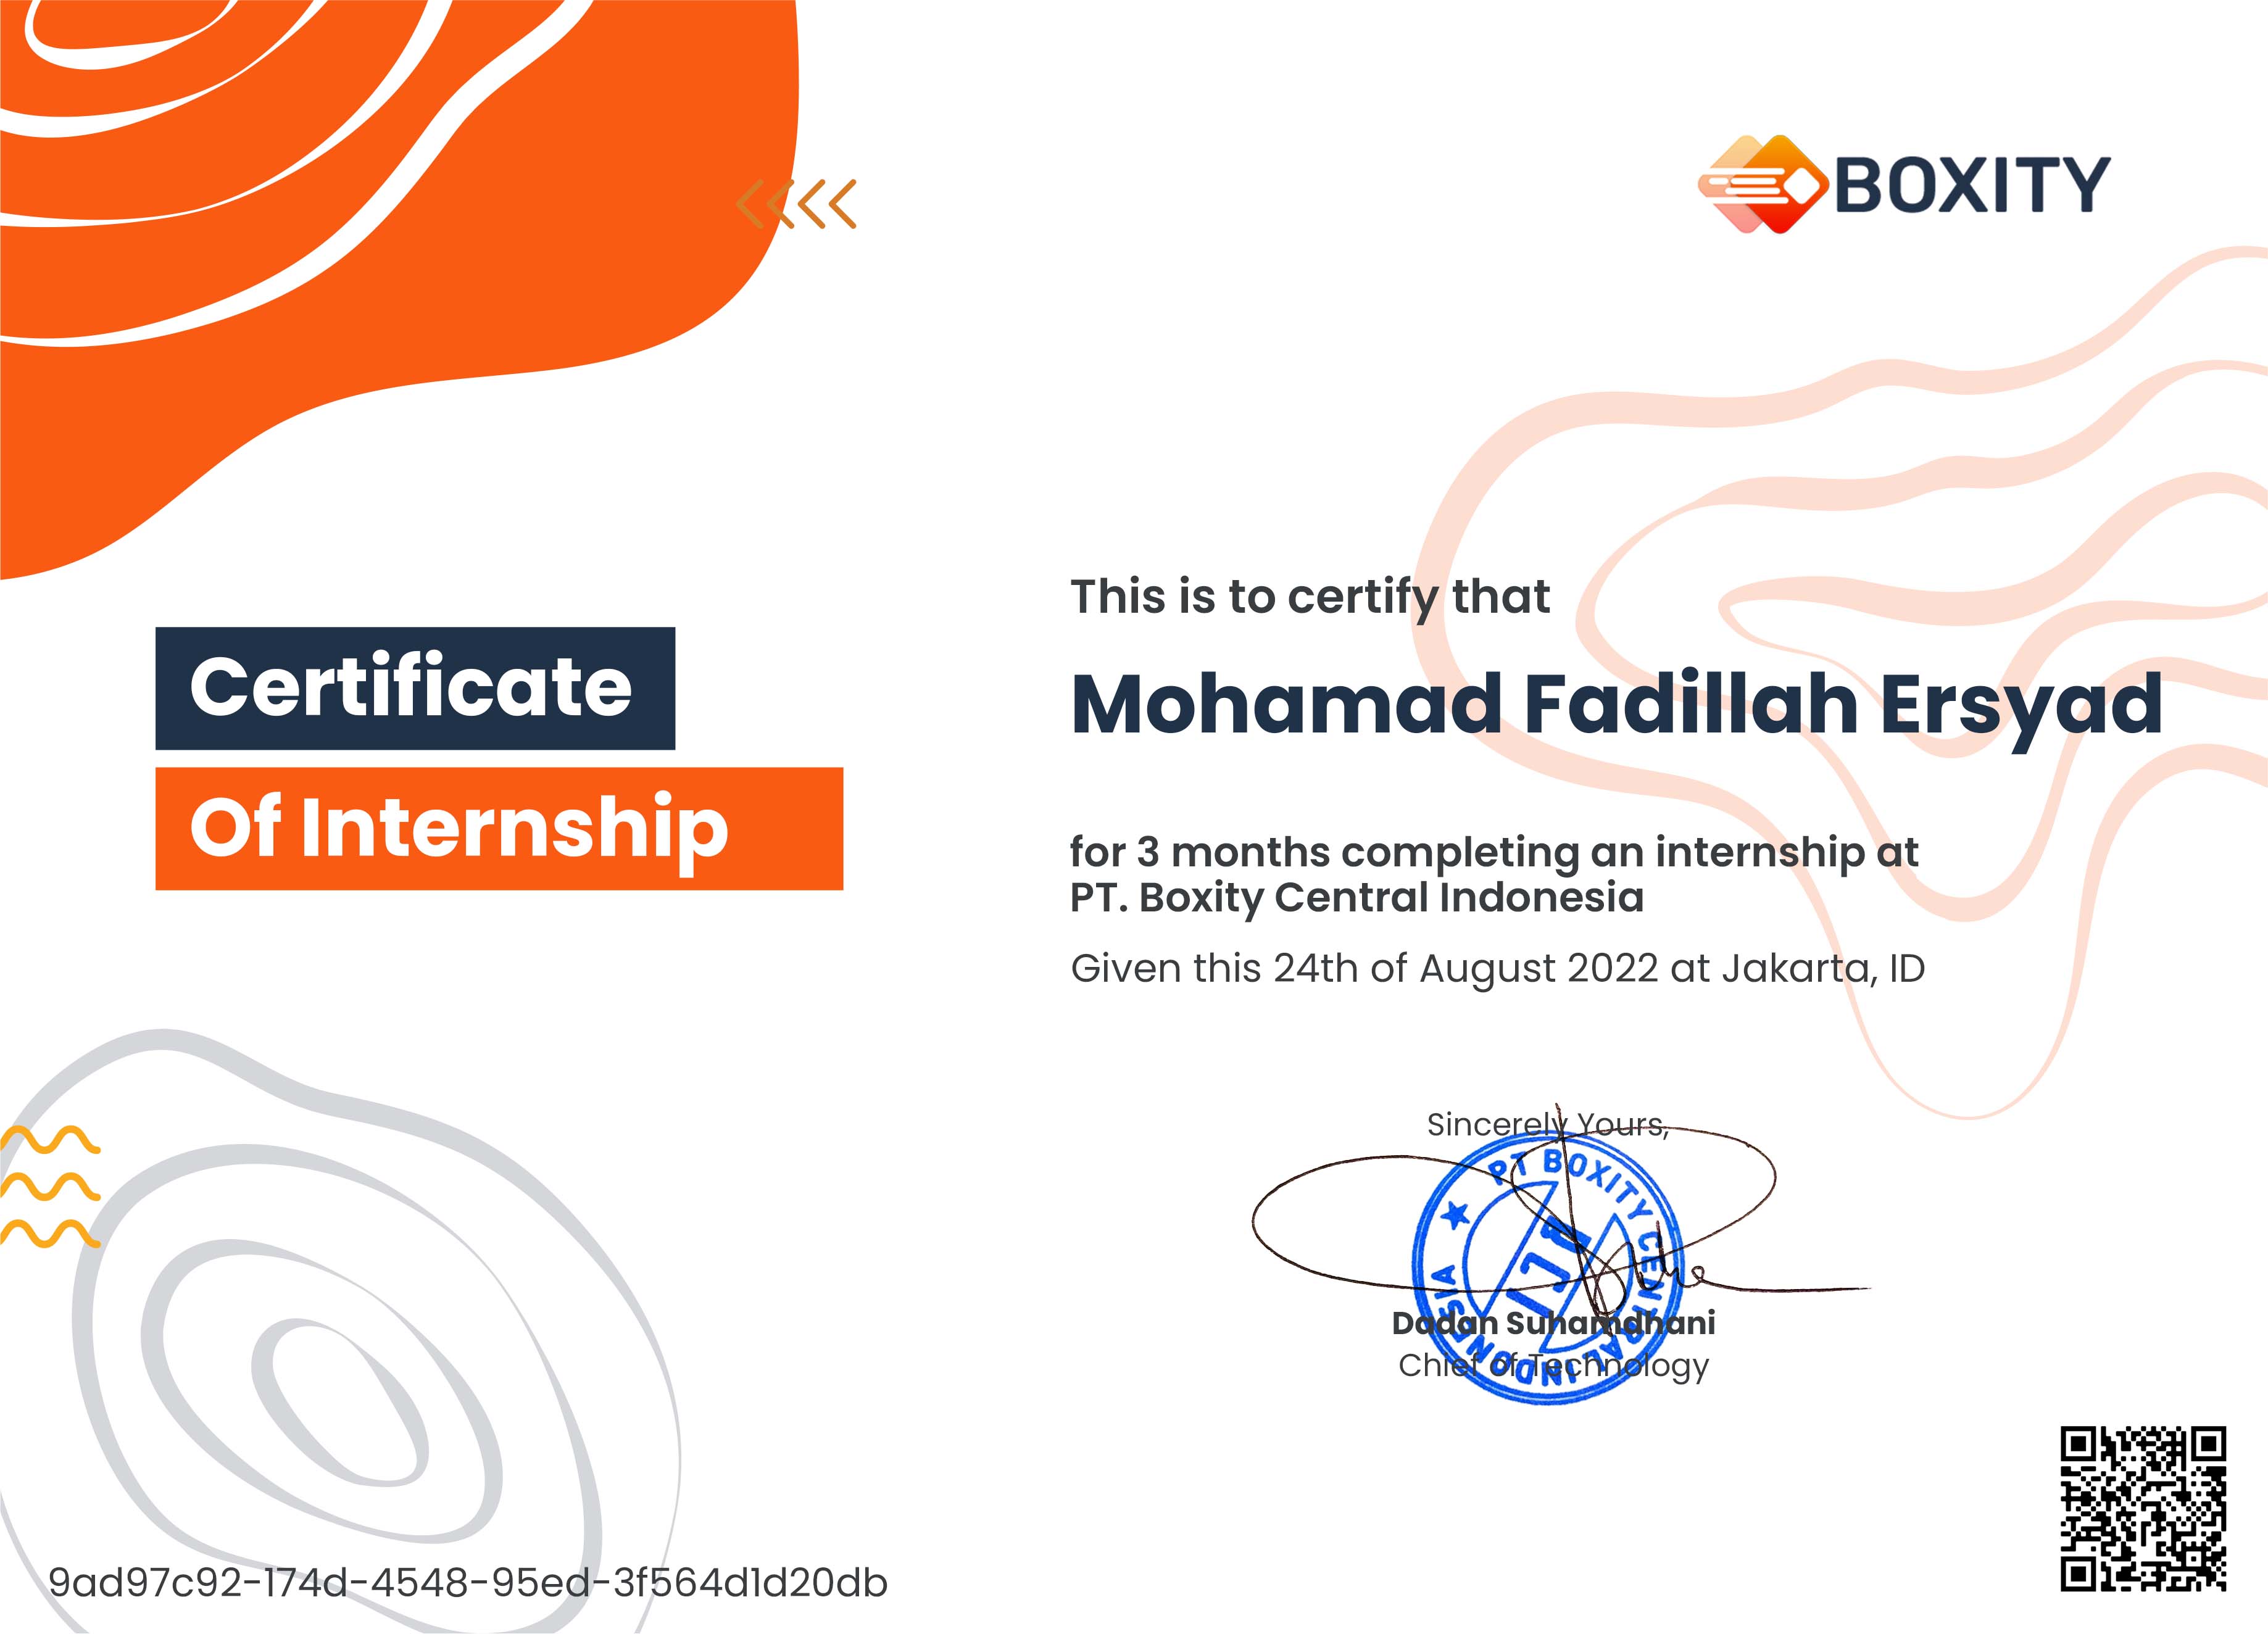 BOXITY
Certificate
Of Internship
This is to certify that
Mohamad Fadillah Ersyad
for 3 months completing an internship at
PT. Boxity Central Indonesia
Given this 24th of August 2022 at Jakarta, ID
Sincerely Yours,
PT BOXITY CENTRAL INDONESIA
Dadan Suhamdhani
Chief of Technology
9ad97c92-174d-4548-95ed-3f564d1d20db